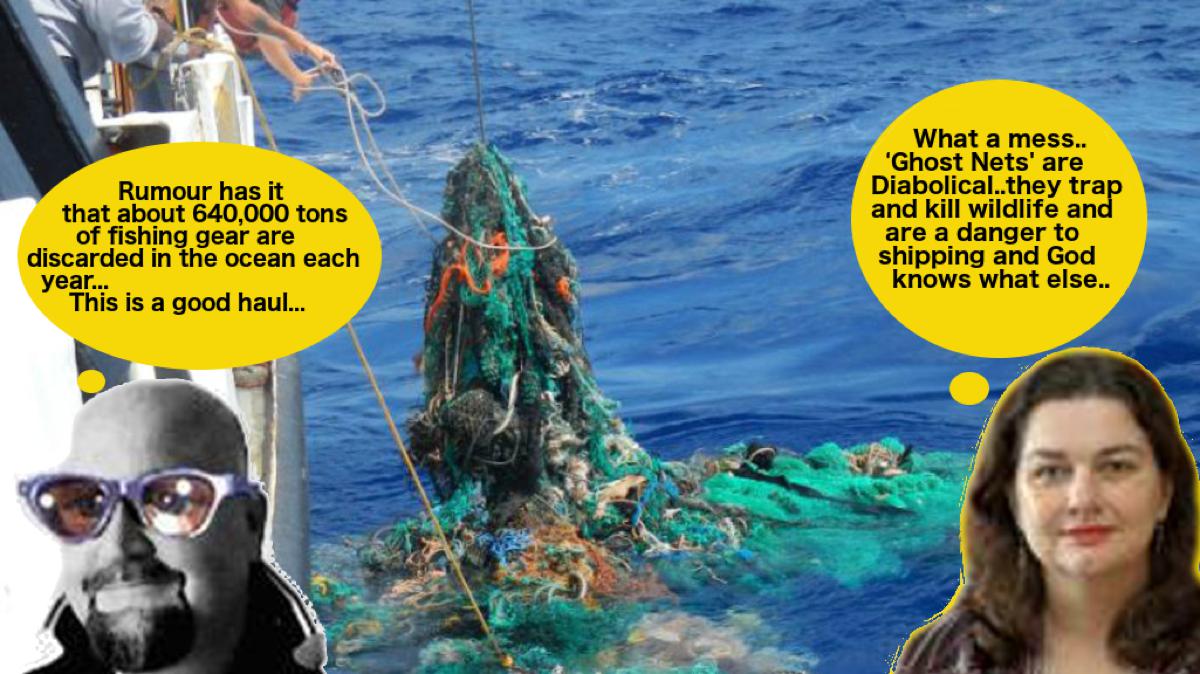 Rumour has it
that about 640,000 tons
of fishing gear are
discarded in the ocean each
year...
This is a good haul...
What a mess..
'Ghost Nets' are
Diabolical..they trap
and kill wildlife and
are a danger to
shipping and God
knows what else..